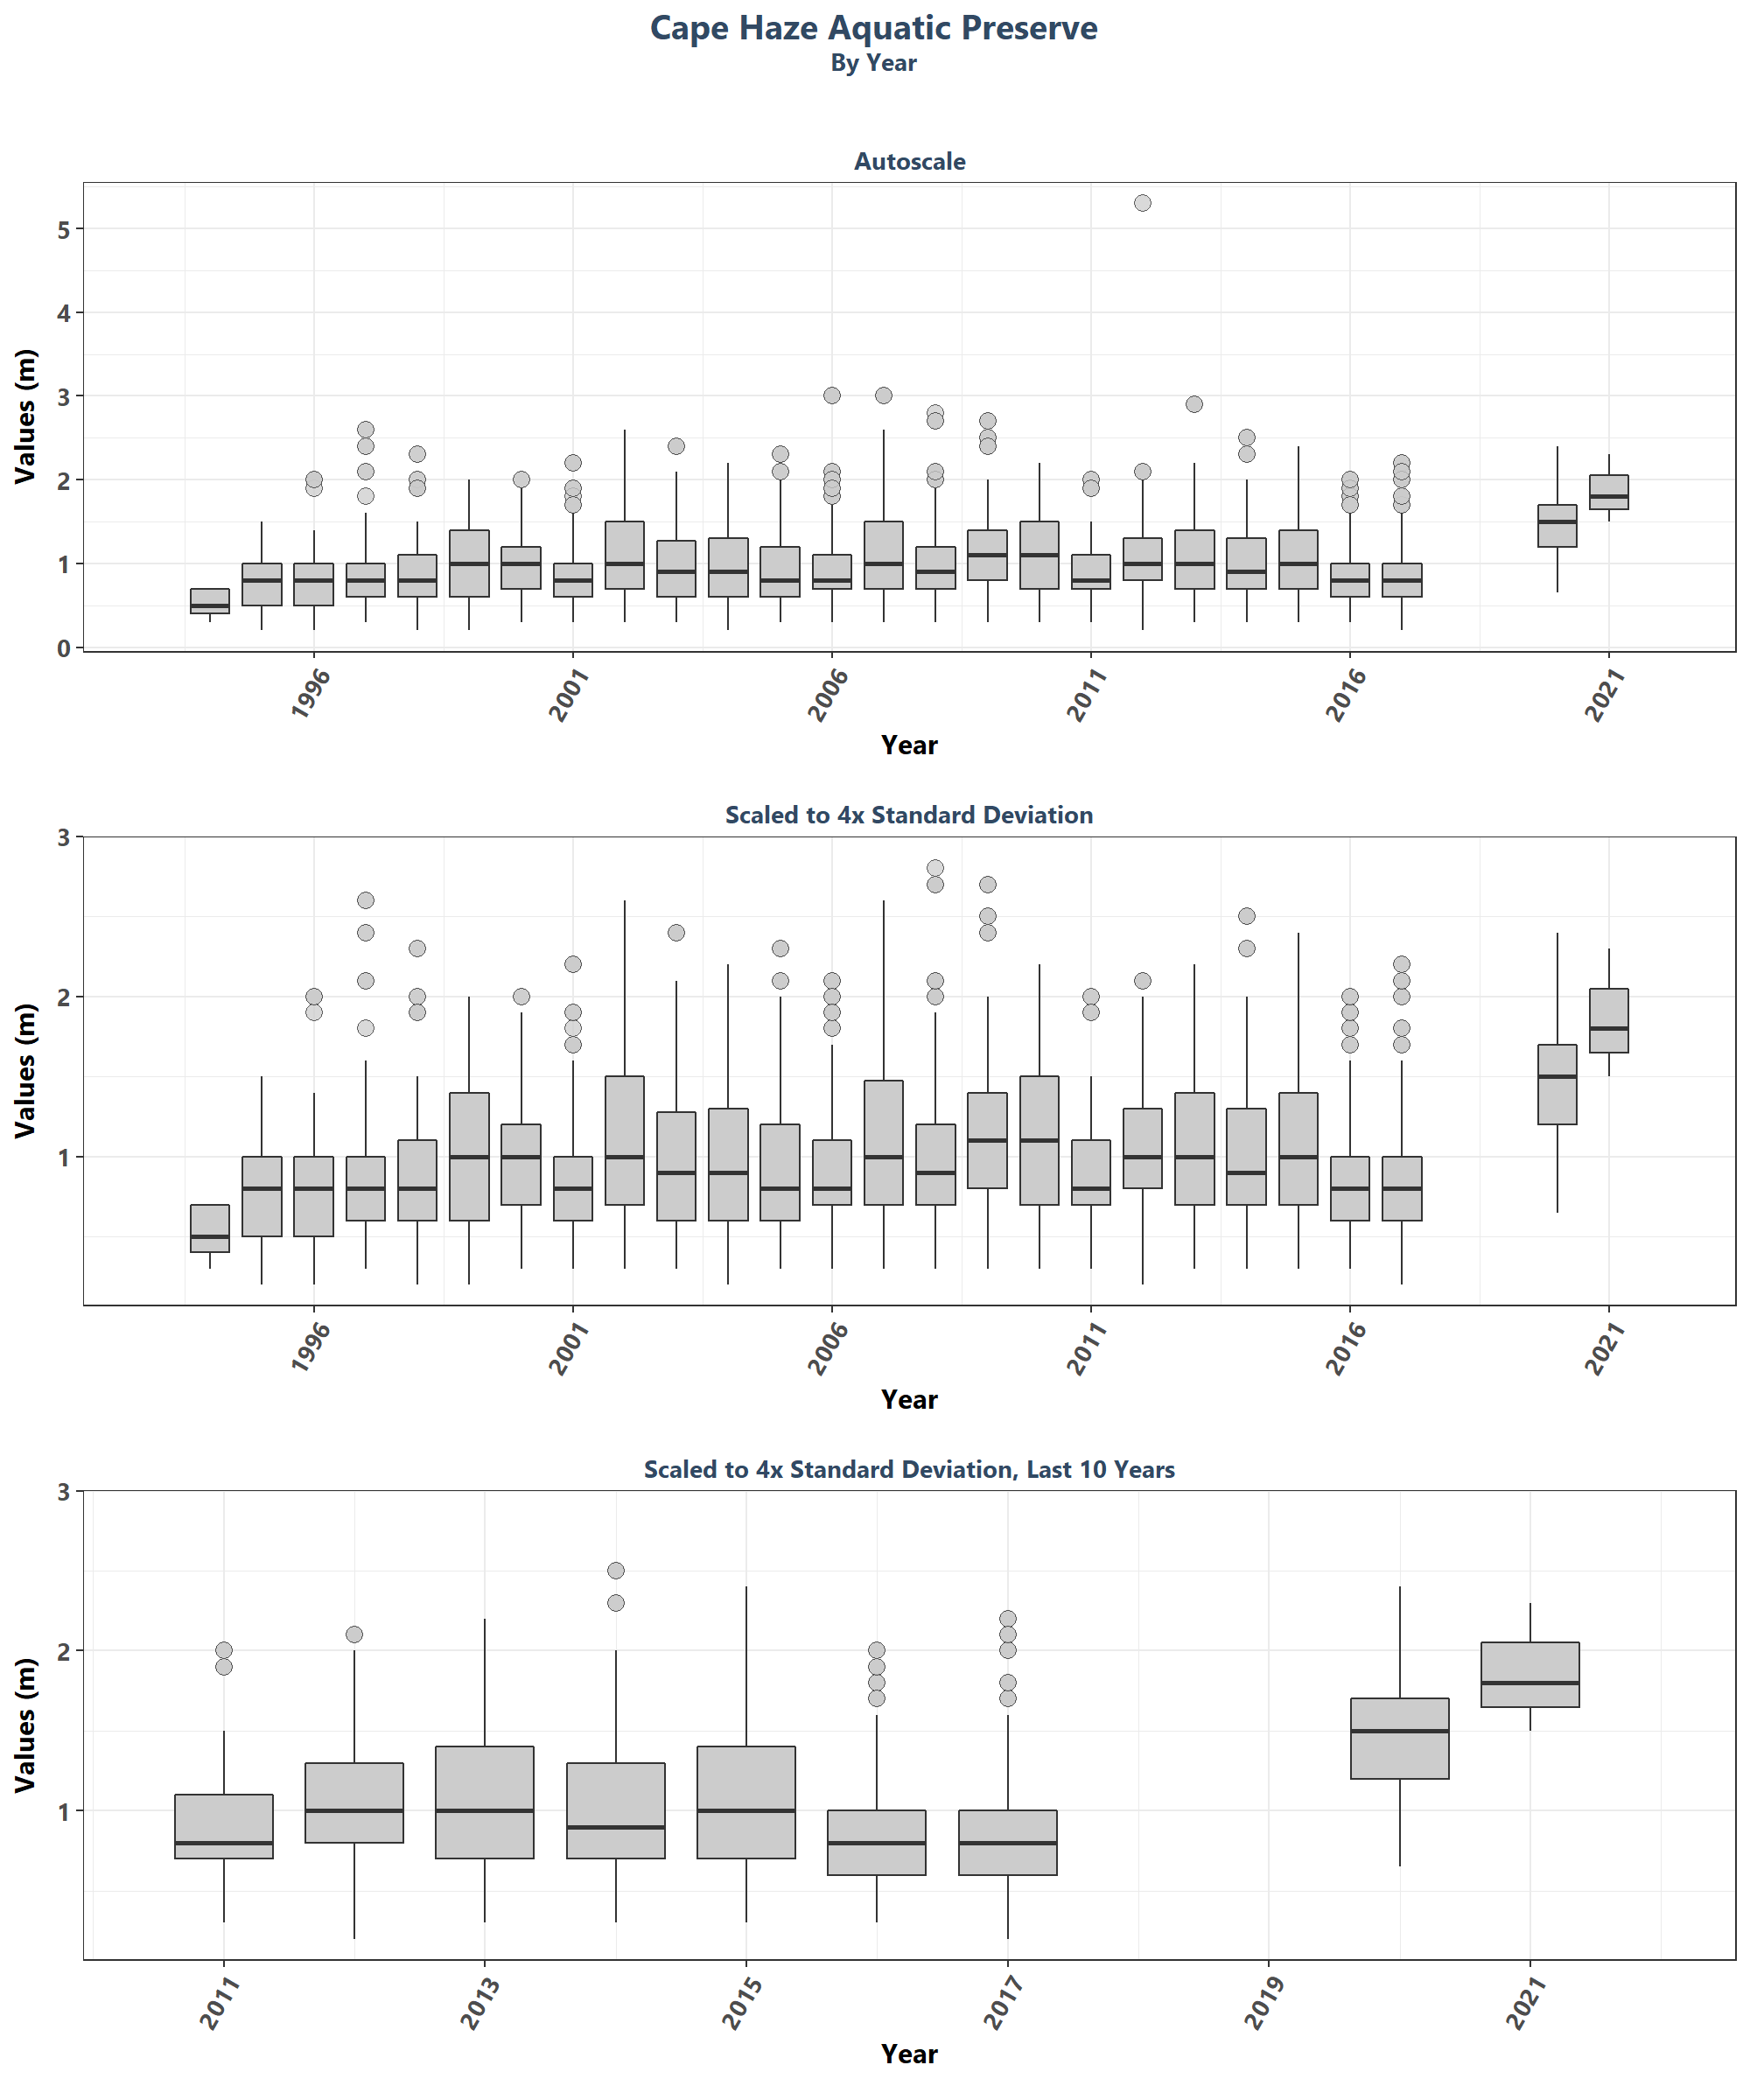 Cape Haze Aquatic Preserve
By Year
Autoscale
5
4
3
2
1
0
Values (m)
1996
2001
2006
2011
2016
2021
Year
Scaled to 4x Standard Deviation
3
2
1
Values (m)
1996
2001
2006
2011
2016
2021
Year
Scaled to 4x Standard Deviation, Last 10 Years
3
2
1
Values (m)
2011
2013
2015
2017
2019
2021
Year